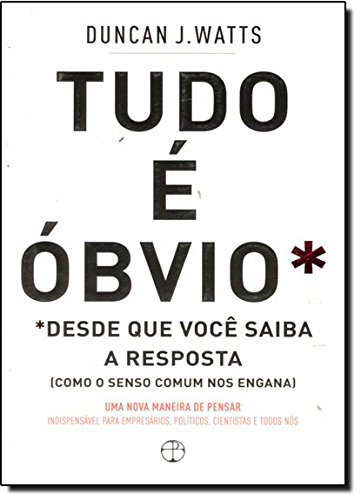 DUNCAN J. WATTS
TUDO
É
ÓBVIO*
*DESDE QUE VOCÊ SAIBA
A RESPOSTA
(COMO O SENSO COMUM NOS ENGANA)
UMA NOVA MANEIRA DE PENSAR
INDISPENSÁVEL PARA EMPRESÁRIOS, POLÍTICOS, CIENTISTAS E TODOS NÓS